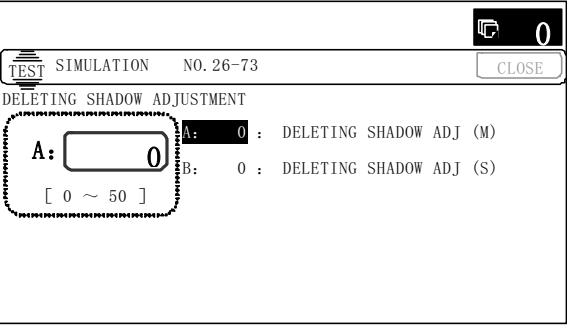 0
TEST SIMULATION NO.26-73
CLOSE
DELETING SHADOW ADJUSTMENT
A: 0
[ 0 ~ 50 ]
A: 0 : DELETING SHADOW ADJ (M)
B: 0 : DELETING SHADOW ADJ (S)